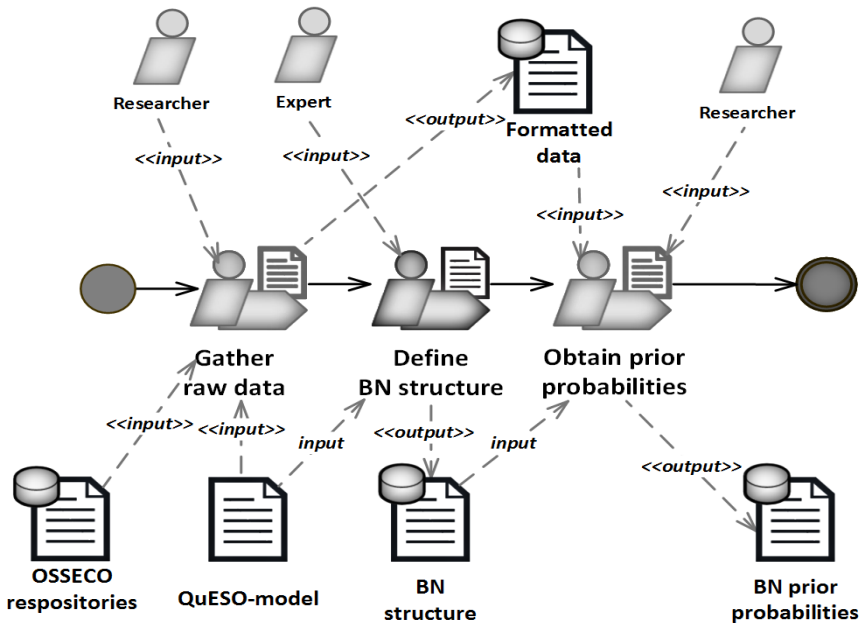 Researcher
Expert
Researcher
<<output>>
Formatted
data
<<input>>
<<input>>
<<input>>
<<input>>
Gather
raw data
Define
BN structure
Obtain prior
probabilities
<<input>>
<<input>>
input
<<output>>
input
<<output>>
OSSECO
respositories
QuESO-model
BN
structure
BN prior
probabilities